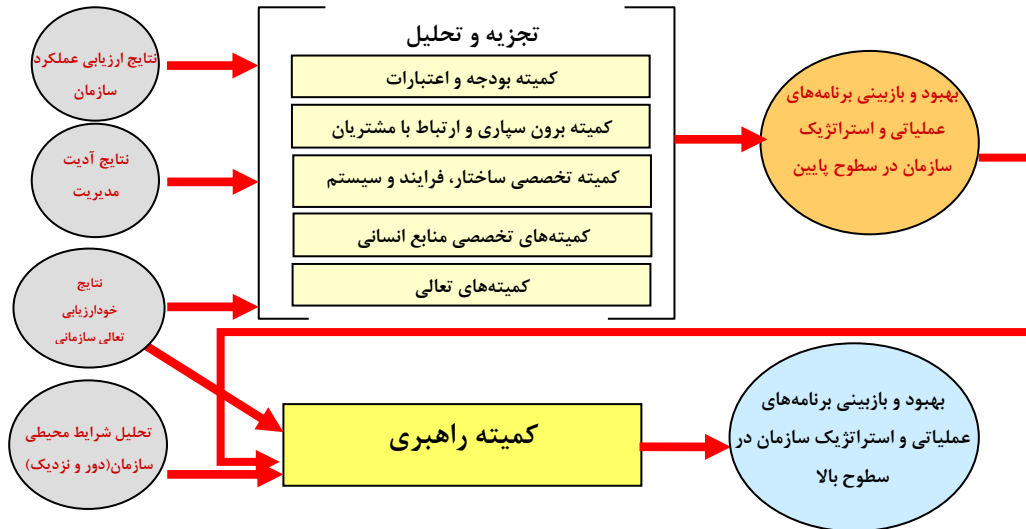 نتایج ارزیابی عملکرد
سازمان
نتایج آدیت
مدیریت
نتایج
خودارزیابی
تعالی سازمانی
تحلیل شرایط محیطی
سازمان(دور و نزدیک)
تجزیه و تحلیل
کمیته بودجه و اعتبارات
کمیته برون سپاری و ارتباط با مشتریان
کمیته تخصصی ساختار، فرایند و سیستم
کمیته‌های تخصصی منابع انسانی
کمیته‌های تعالی
بهبود و بازبینی برنامه‌های
عملیاتی و استراتژیک
سازمان در سطوح پایین
کمیته راهبری
بهبود و بازبینی برنامه‌های
عملیاتی و استراتژیک سازمان در
سطوح بالا